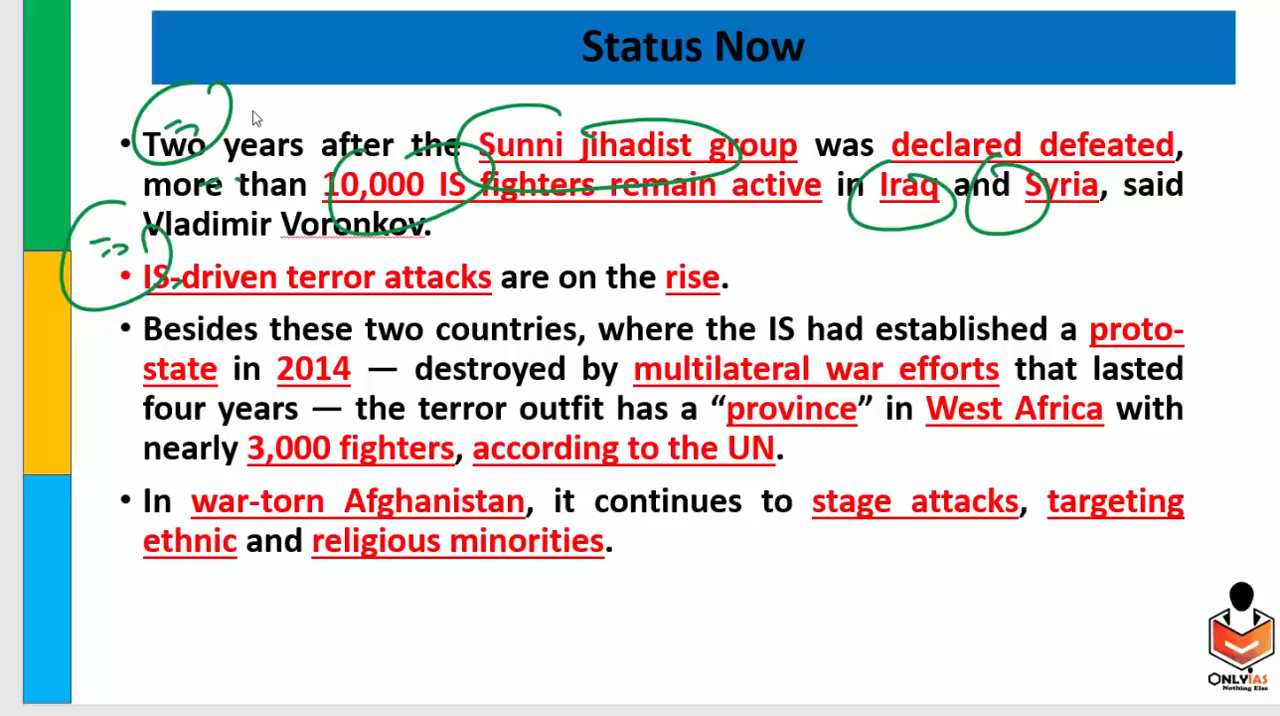 Status Now
• Two years after the Sunni jihadist group was declared defeated,
more than 10,000 IS fighters remain active in Iraq and Syria, said
Vladimir Voronkov.
• IS-driven terror attacks are on the rise.
• Besides these two countries, where the IS had established a proto-
state in 2014 — destroyed by multilateral war efforts that lasted
four years — the terror outfit has a “province” in West Africa with
nearly 3,000 fighters, according to the UN.
• In war-torn Afghanistan, it continues to stage attacks, targeting
ethnic and religious minorities.
ONLYIAS
Nothing Else